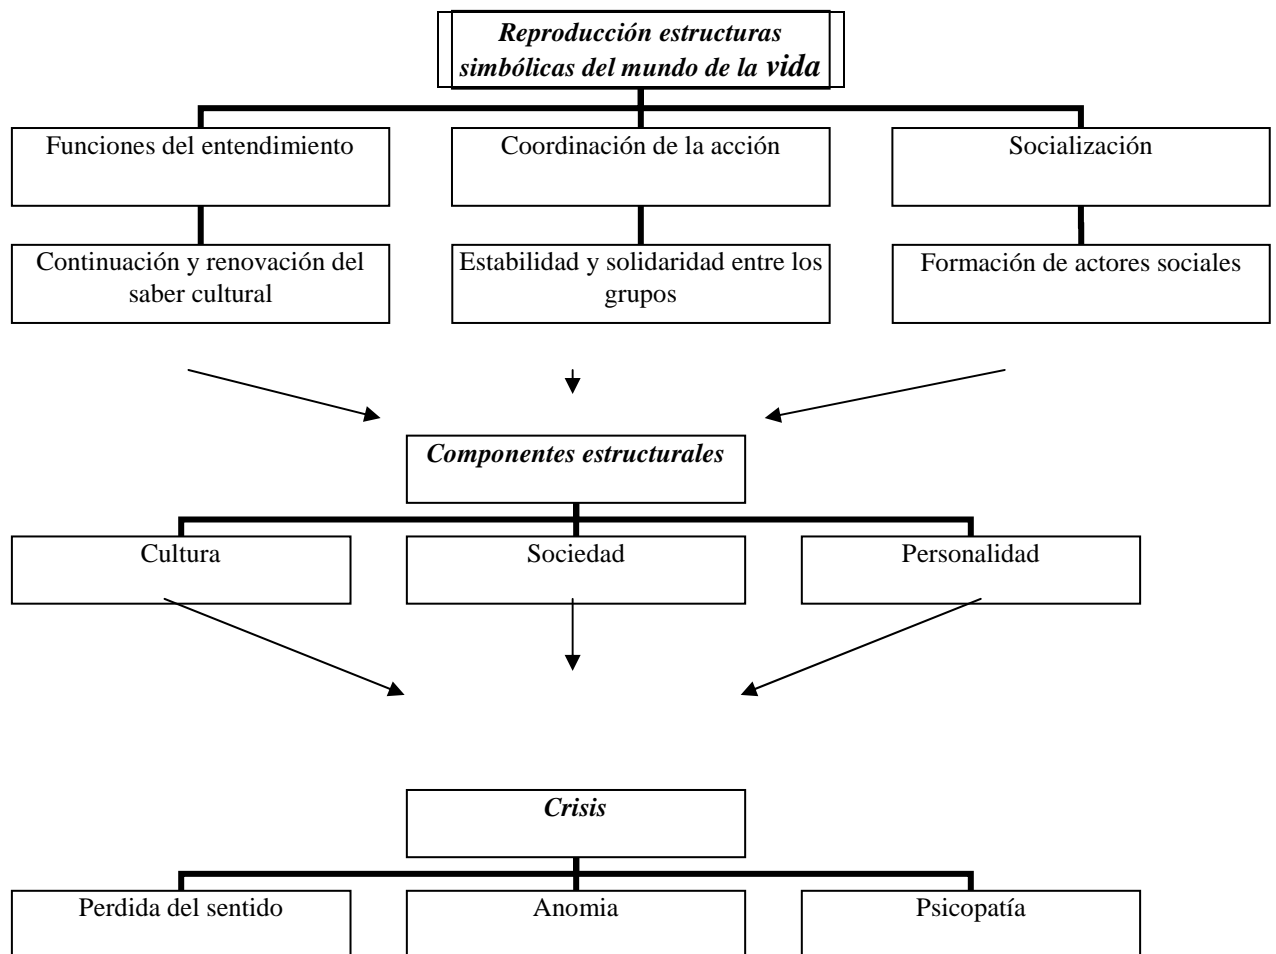 Reproducción estructuras
simbólicas del mundo de la vida
Funciones del entendimiento
Coordinación de la acción
Socialización
Continuación y renovación del
saber cultural
Estabilidad y solidaridad entre los
grupos
Formación de actores sociales
Componentes estructurales
Cultura
Sociedad
Personalidad
Crisis
Perdida del sentido
Anomia
Psicopatía